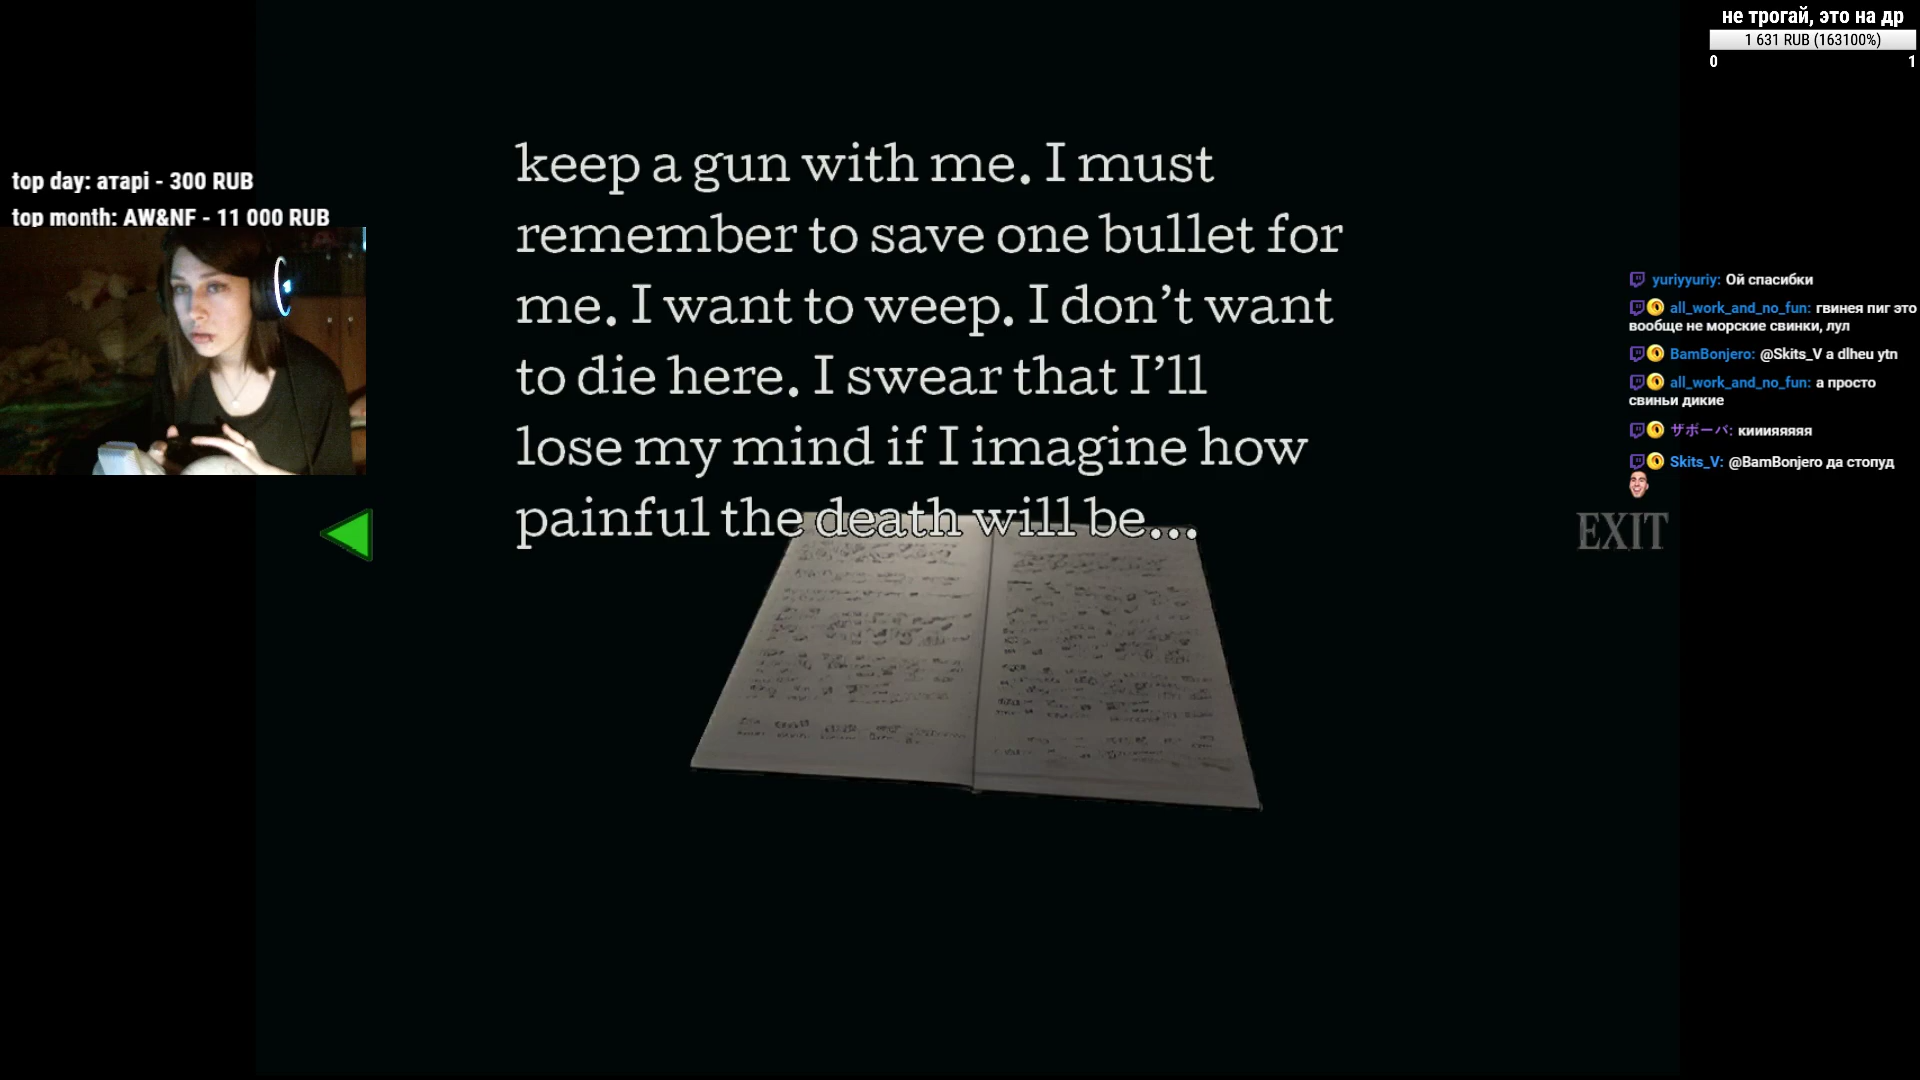 не трогай, это на др
1 631 RUB (163100%)
0 1
top day: атарі - 300 RUB
top month: AW&NF - 11 000 RUB
keep a gun with me. I must
remember to save one bullet for
me. I want to weep. I don’t want
to die here. I swear that I’ll
lose my mind if I imagine how
painful the death will be...
yuriyyuriy: Ой спасибки
all_work_and_no_fun: гвинея пиг это
вообще не морские свинки, лул
BamBonjero: @Skits_V a dlheu ytn
all_work_and_no_fun: а просто
свиньи дикие
ザポーバ: кииияяяяя
Skits_V: @BamBonjero да стопуд
EXIT